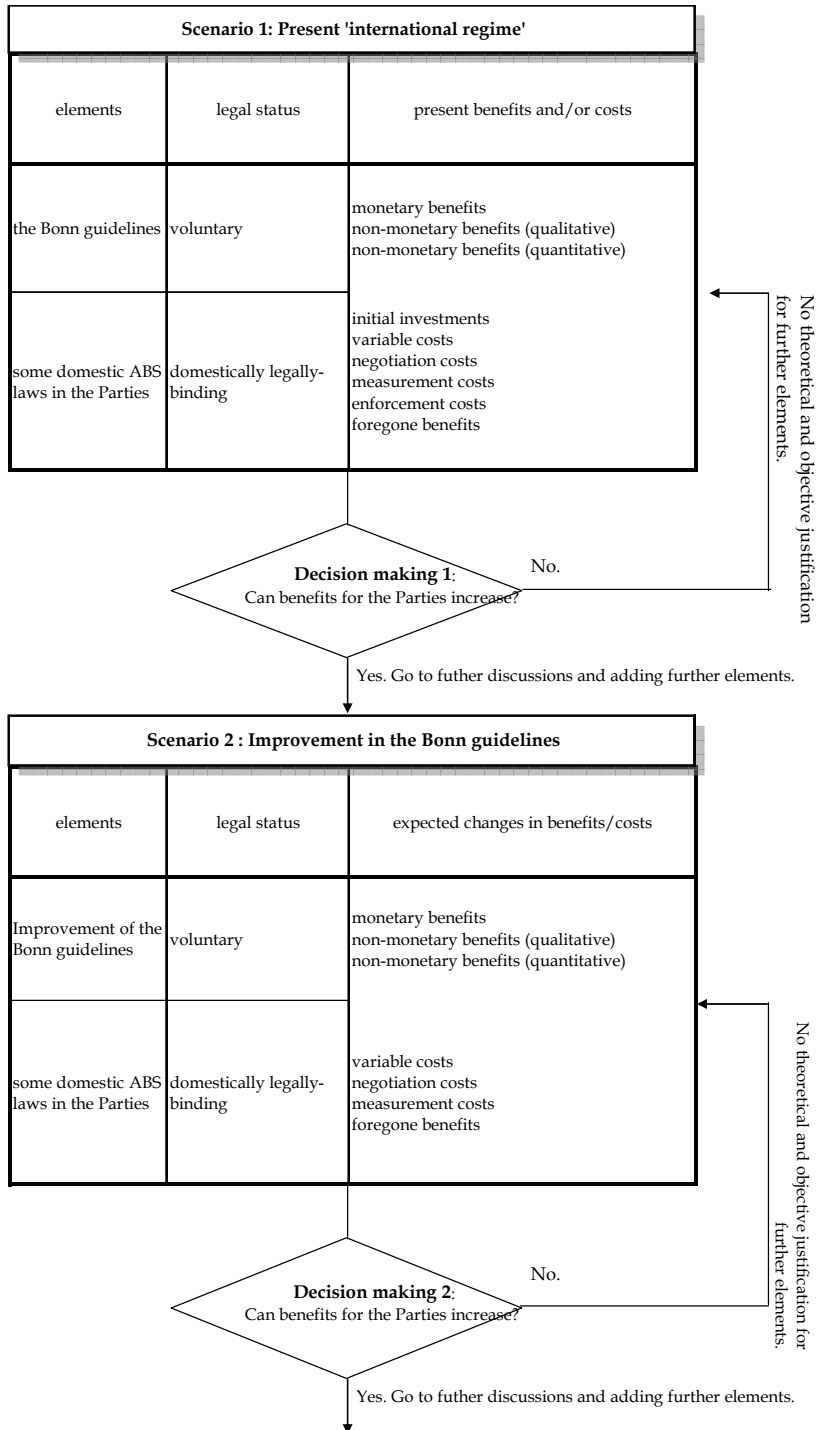 Scenario 1: Present 'international regime'
elements
legal status
present benefits and/or costs
the Bonn guidelines
voluntary
monetary benefits
non-monetary benefits (qualitative)
non-monetary benefits (quantitative)
some domestic ABS
laws in the Parties
domestically legally-
binding
initial investments
variable costs
negotiation costs
measurement costs
enforcement costs
foregone benefits
No theoretical and objective justification
for further elements.
Decision making 1:
Can benefits for the Parties increase?
No.
Yes. Go to futher discussions and adding further elements.
Scenario 2 : Improvement in the Bonn guidelines
elements
legal status
expected changes in benefits/costs
Improvement of the
Bonn guidelines
voluntary
monetary benefits
non-monetary benefits (qualitative)
non-monetary benefits (quantitative)
some domestic ABS
laws in the Parties
domestically legally-
binding
variable costs
negotiation costs
measurement costs
foregone benefits
No theoretical and objective justification for
further elements.
Decision making 2:
Can benefits for the Parties increase?
No.
Yes. Go to futher discussions and adding further elements.